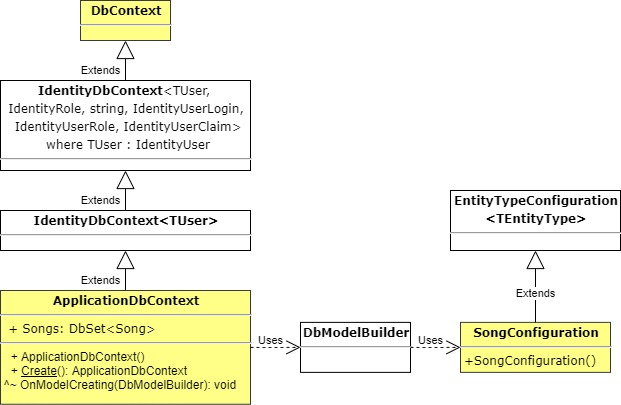 DbContext
Extends
IdentityDbContext<TUser,
IdentityRole, string, IdentityUserLogin,
IdentityUserRole, IdentityUserClaim>
where TUser : IdentityUser
Extends
IdentityDbContext<TUser>
Extends
ApplicationDbContext
+ Songs: DbSet<Song>
+ ApplicationDbContext()
+ Create(): ApplicationDbContext
^~ OnModelCreating(DbModelBuilder): void
Uses
DbModelBuilder
Uses
EntityTypeConfiguration
<TEntityType>
Extends
SongConfiguration
+SongConfiguration()